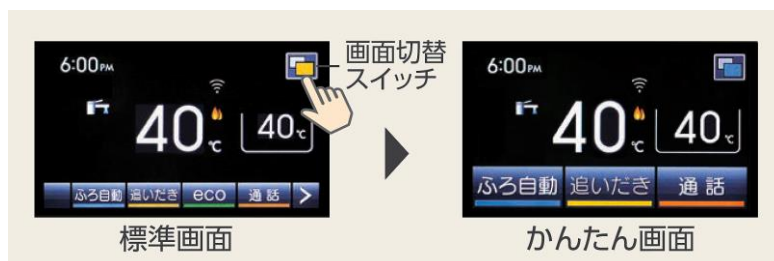 6:00PM
画面切替
スイッチ
40℃
40℃
ふろ自動 追いだき eco 通話 >
標準画面
6:00PM
40℃
40℃
ふろ自動 追いだき 通話
かんたん画面